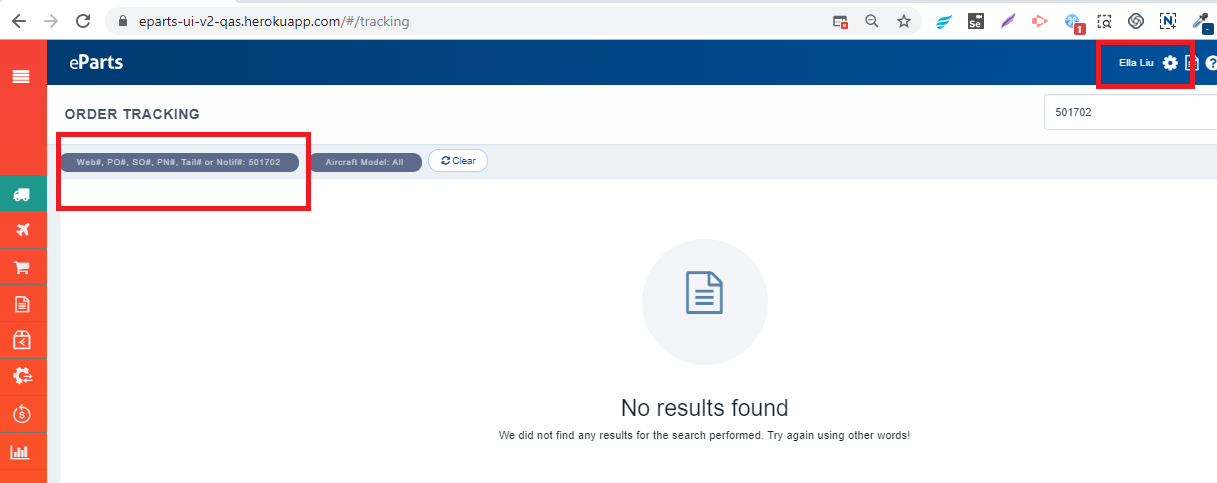 eparts-ui-v2-qas.herokuapp.com/#/tracking
Se
1
N
eParts
Ella Liu
?
ORDER TRACKING
501702
Web#, PO#, SO#, PN#, Tail# or Notif#: 501702
Aircraft Model: All
Clear
No results found
We did not find any results for the search performed. Try again using other words!